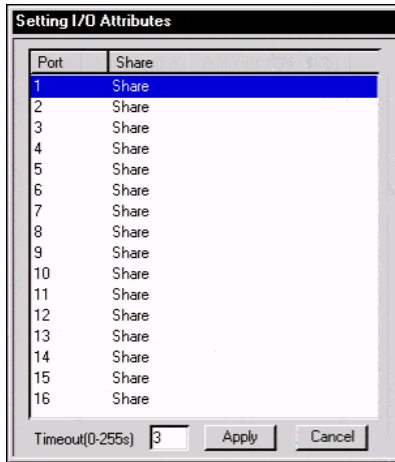 Setting I/O Attributes
Port Share
1 Share
2 Share
3 Share
4 Share
5 Share
6 Share
7 Share
8 Share
9 Share
10 Share
11 Share
12 Share
13 Share
14 Share
15 Share
16 Share
Timeout(0-255s) 3 Apply Cancel